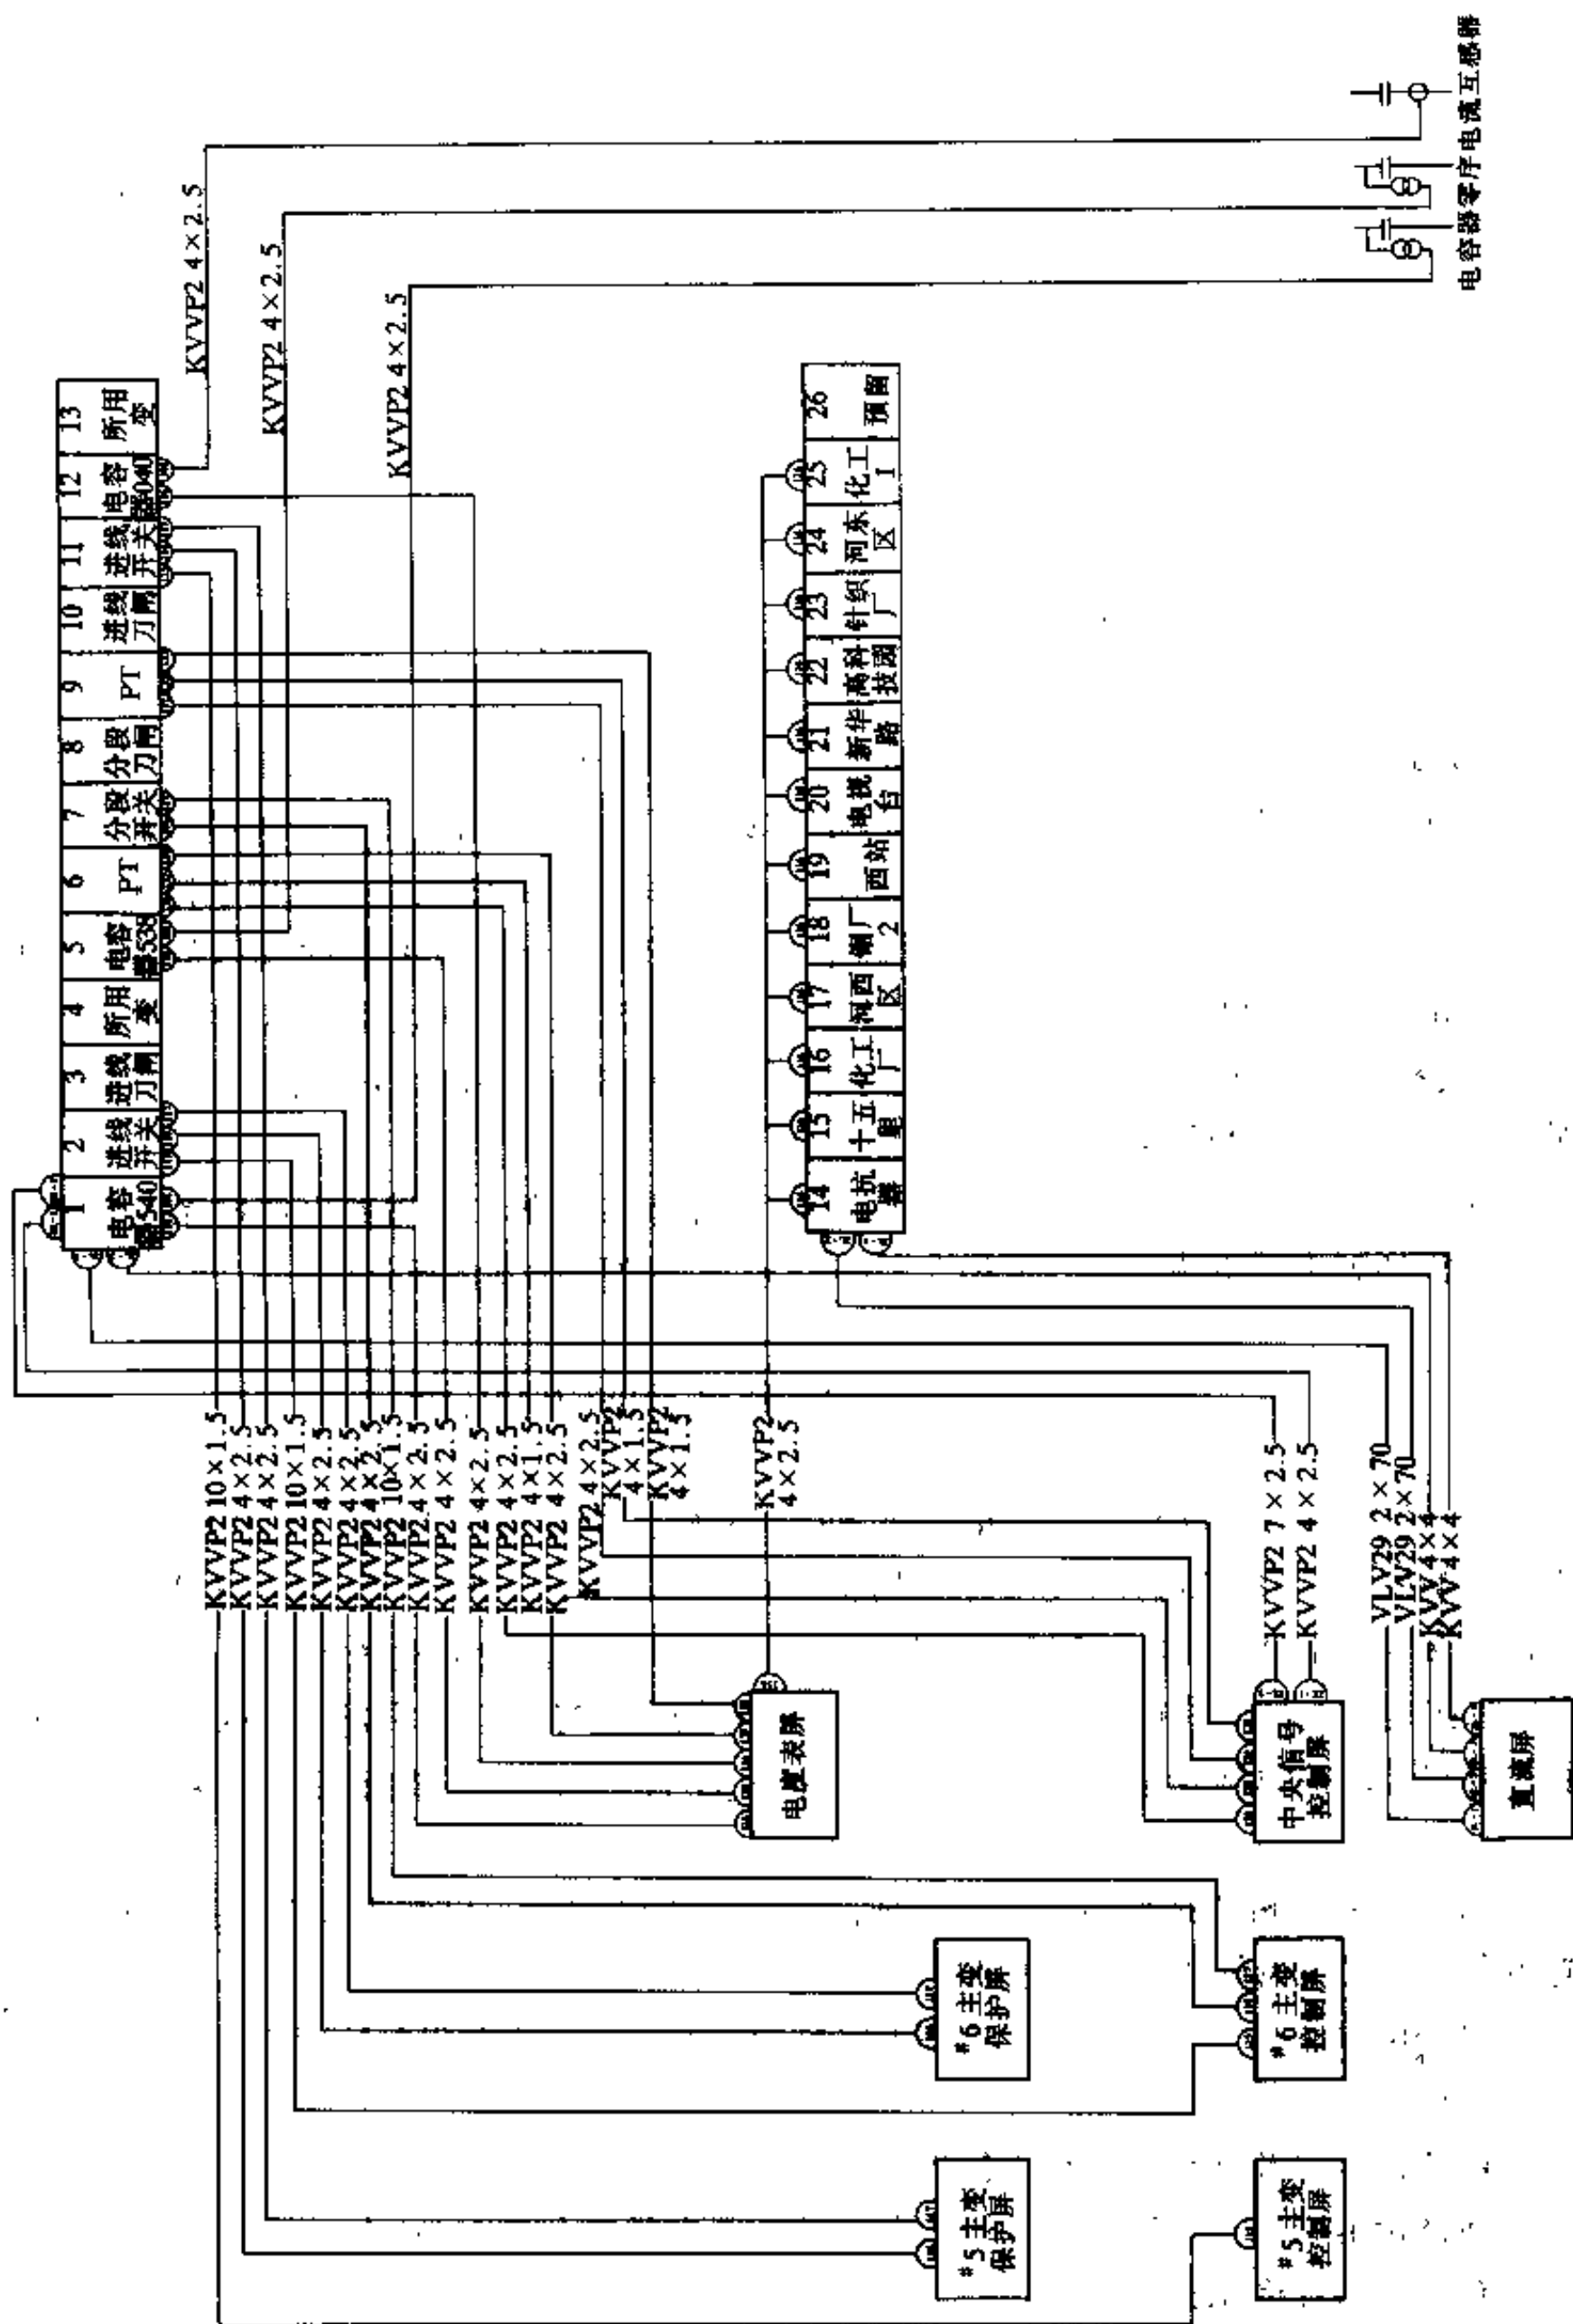 13 所用变
12 电容器040
11 进线开关
10 进线刀闸
9 PT
8 分段刀闸
7 分段开关
6 PT
5 电容器538
4 所用变
3 进线刀闸
2 进线开关
1 电容器540
KVVP2 4×2.5
KVVP2 4×2.5
KVVP2 4×2.5
电容器零序电流互感器
26 预留
25 化工1
24 河东区
23 针织厂
22 高科技园
21 新华路
20 电视台
19 西站
18 钢厂2
17 河西区
16 化工厂
15 十五里
14 电抗器
KVVP2 10×1.5
KVVP2 4×2.5
KVVP2 4×2.5
KVVP2 10×1.5
KVVP2 4×2.5
KVVP2 4×2.5
KVVP2 4×2.5
KVVP2 10×1.5
KVVP2 4×2.5
KVVP2 4×2.5
KVVP2 4×2.5
KVVP2 4×2.5
KVVP2 4×1.5
KVVP2 4×2.5
KVVP2 4×2.5
KVVP2 4×1.5
KVVP2 4×1.5
KVVP2 4×2.5
KVVP2 7×2.5
KVVP2 4×2.5
VLV29 2×70
VLV29 2×70
KVV 4×4
KVV 4×4
电度表屏
中央信号控制屏
直流屏
#6主变保护屏
#6主变控制屏
#5主变保护屏
#5主变控制屏